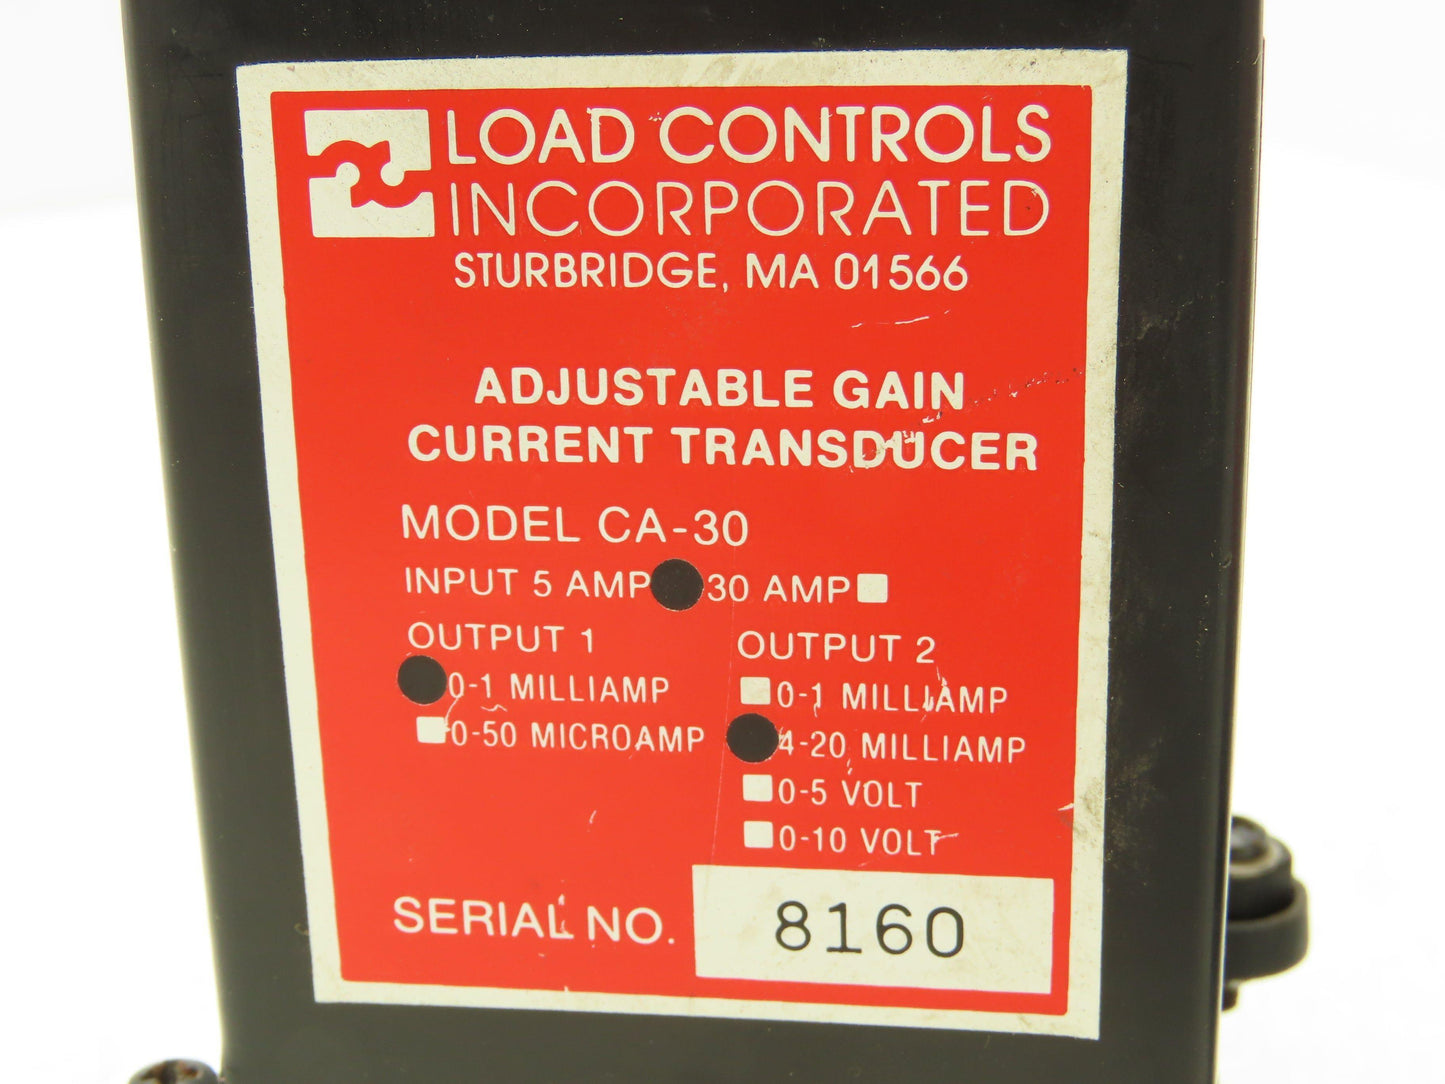 LOAD CONTROLS
INCORPORATED
STURBRIDGE, MA 01566
ADJUSTABLE GAIN
CURRENT TRANSDUCER
MODEL CA-30
INPUT 5 AMP 30 AMP
OUTPUT 1 OUTPUT 2
0-1 MILLIAMP 0-1 MILLIAMP
0-50 MICROAMP 4-20 MILLIAMP
0-5 VOLT
0-10 VOLT
SERIAL NO. 8160